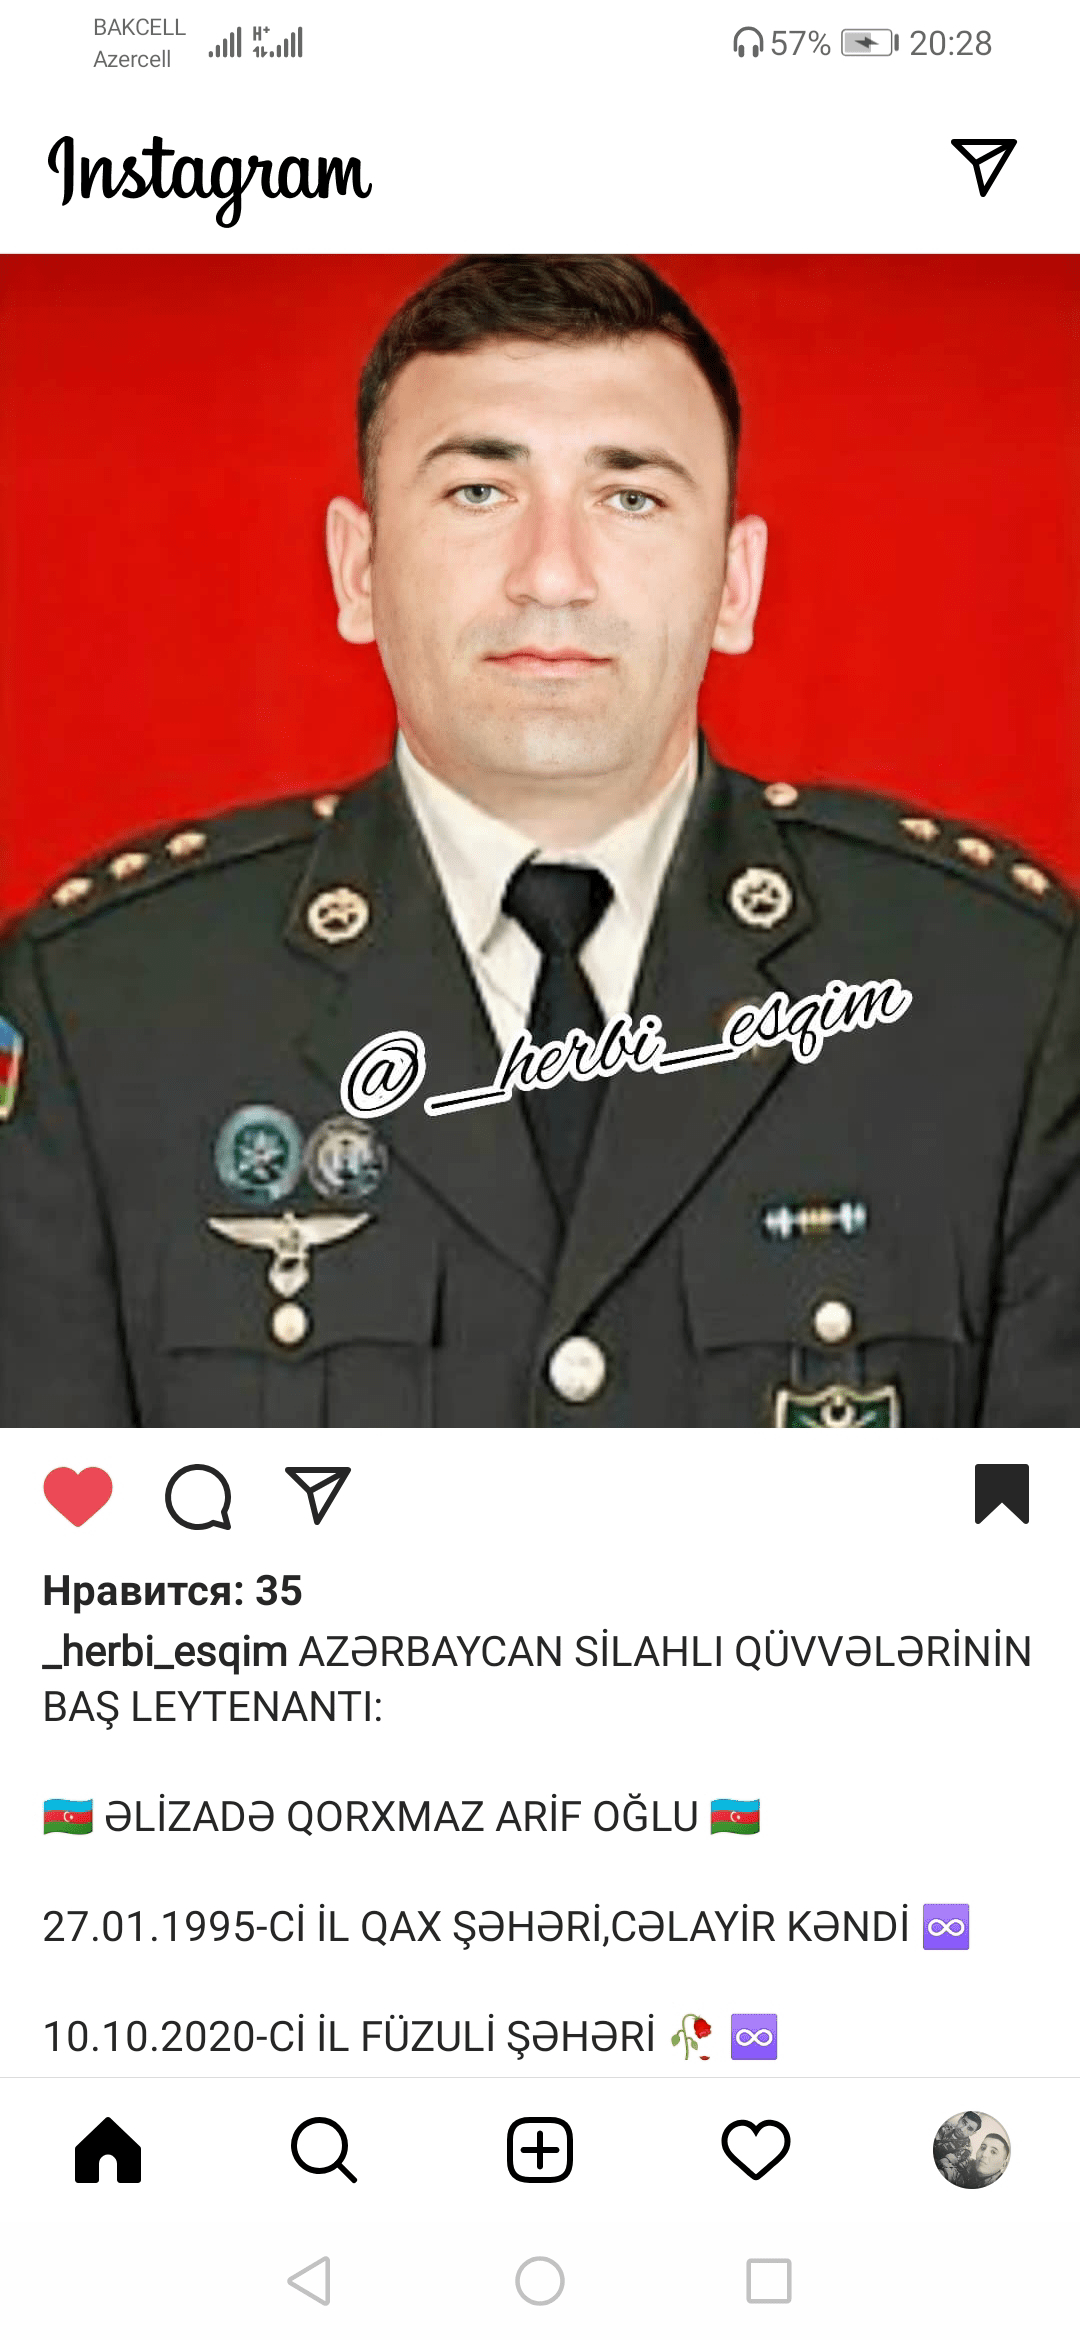 BAKCELL
Azercell
H+
57%
20:28
Instagram
@__herbi__esqim
Нравится: 35
_herbi_esqim AZƏRBAYCAN SİLAHLI QÜVVƏLƏRİNİN
BAŞ LEYTENANTI:
🇦🇿 ƏLİZADƏ QORXMAZ ARİF OĞLU 🇦🇿
27.01.1995-Cİ İL QAX ŞƏHƏRİ,CƏLAYİR KƏNDİ ♾
10.10.2020-Cİ İL FÜZULİ ŞƏHƏRİ 🥀 ♾